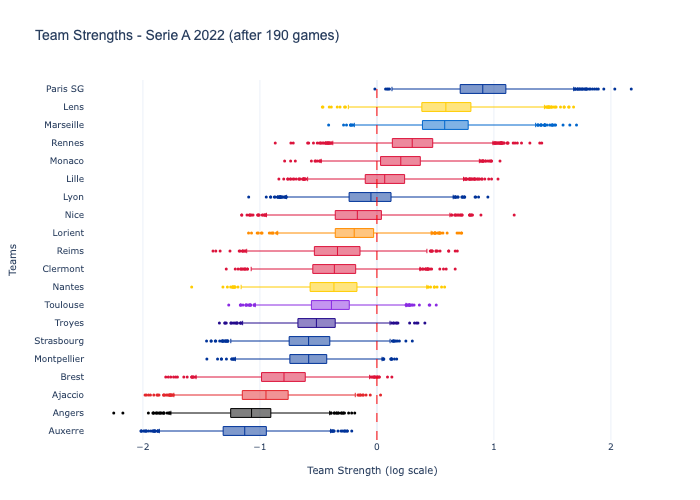 Team Strengths - Serie A 2022 (after 190 games)
Paris SG
Lens
Marseille
Rennes
Monaco
Lille
Lyon
Nice
Lorient
Reims
Clermont
Nantes
Toulouse
Troyes
Strasbourg
Montpellier
Brest
Ajaccio
Angers
Auxerre
Teams
−2 −1 0 1 2
Team Strength (log scale)